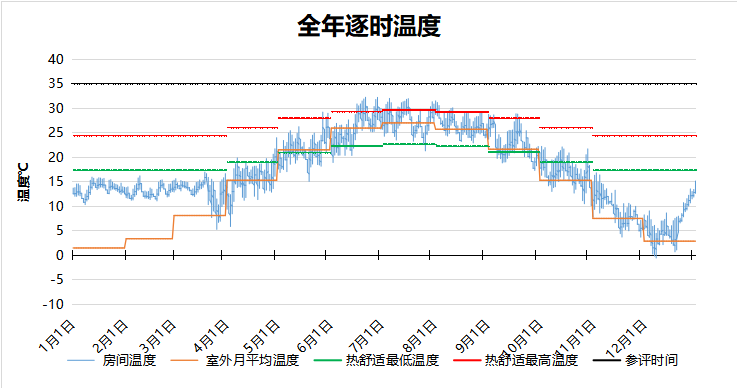 全年逐时温度
温度℃
40
35
30
25
20
15
10
5
0
-5
-10
1月1日
2月1日
3月1日
4月1日
5月1日
6月1日
7月1日
8月1日
9月1日
10月1日
11月1日
12月1日
房间温度 室外月平均温度 热舒适最低温度 热舒适最高温度 参评时间